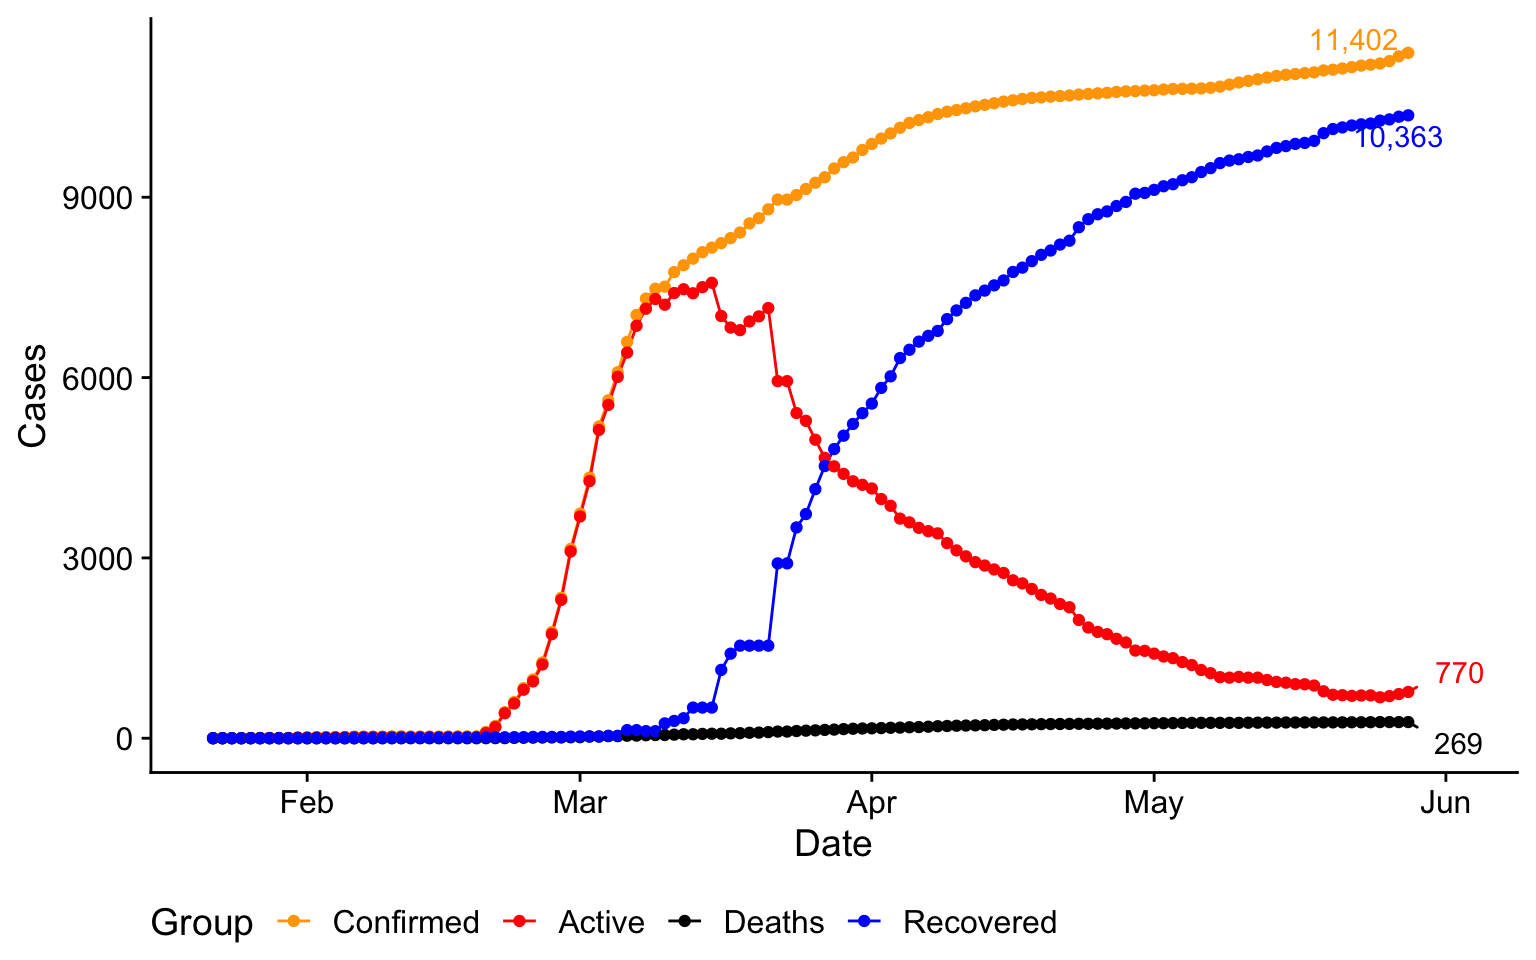 11,402
10,363
9000
6000
3000
0
Cases
770
269
Feb Mar Apr May Jun
Date
Group Confirmed Active Deaths Recovered